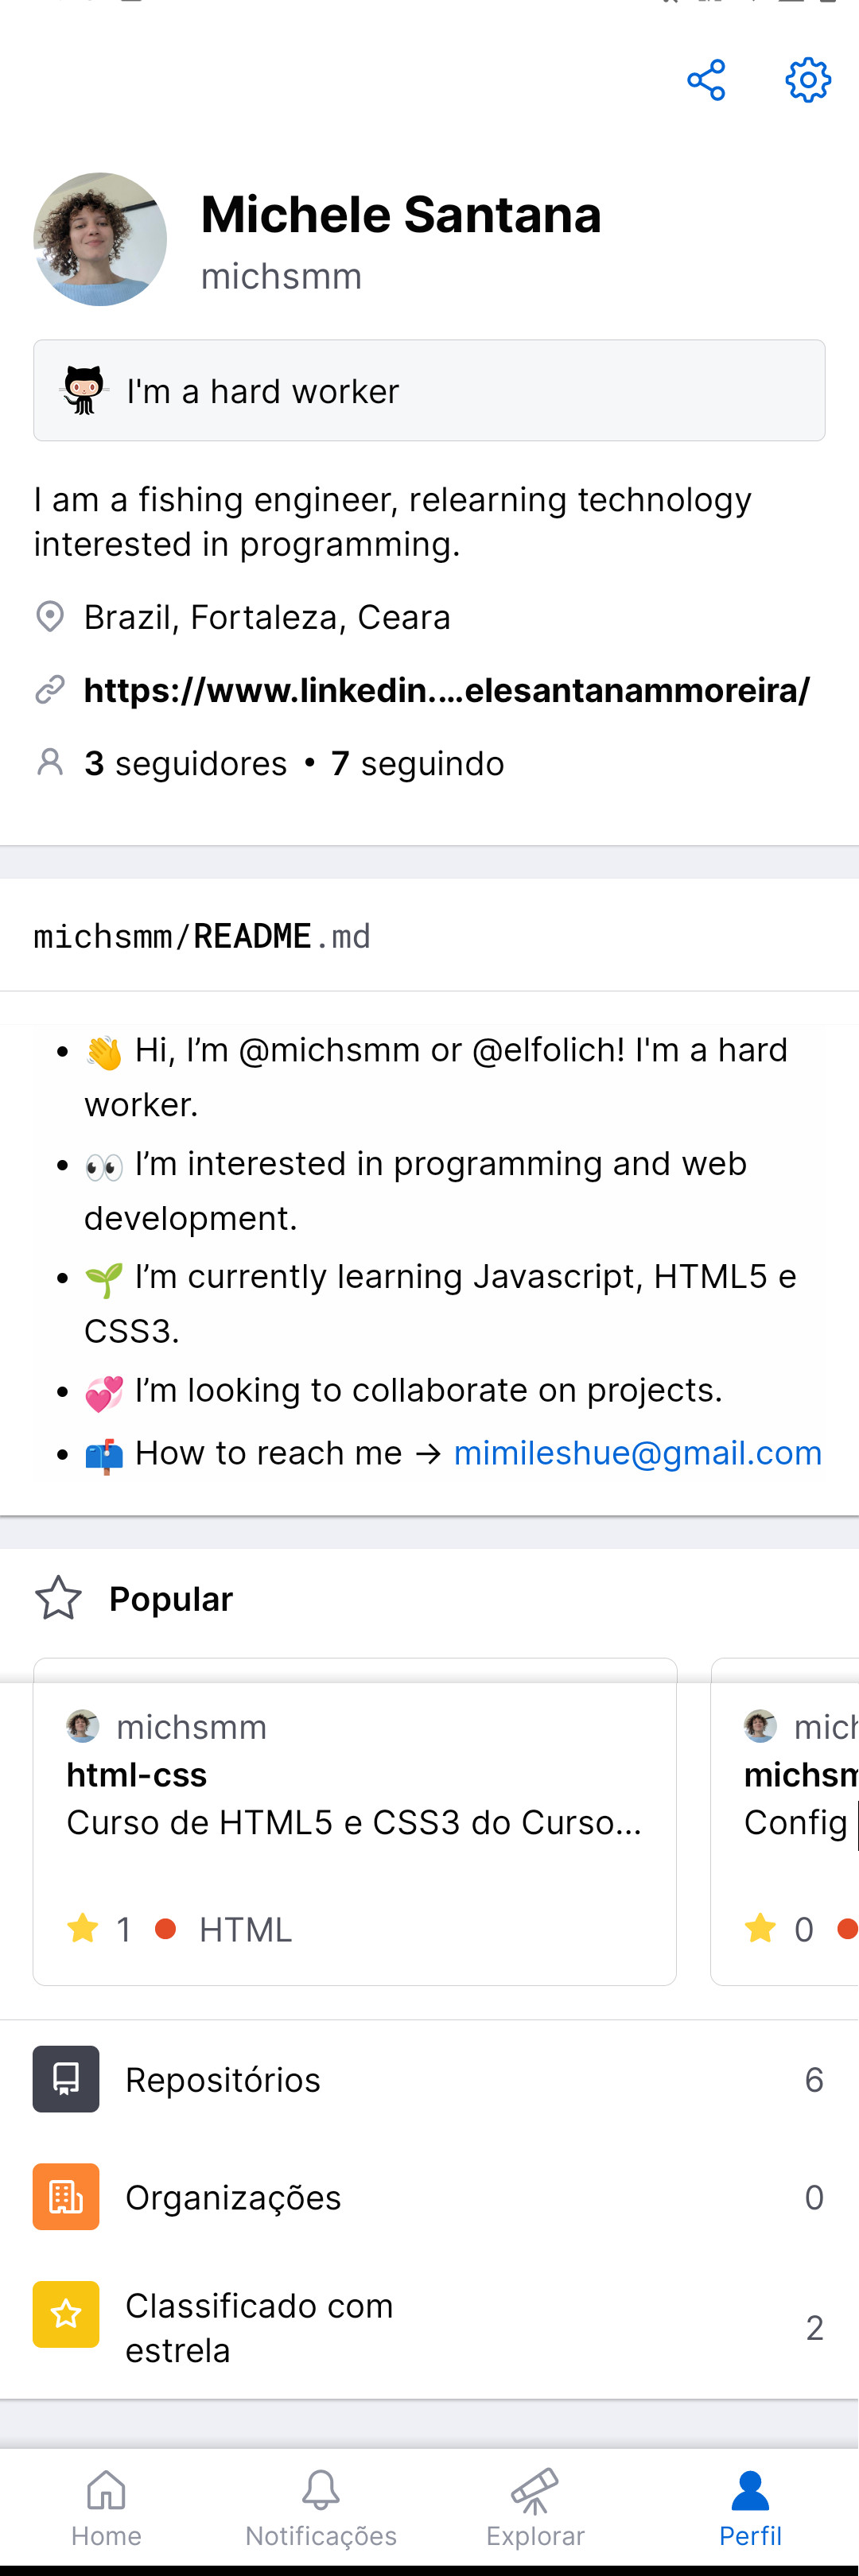 Michele Santana
michsmm
I'm a hard worker
I am a fishing engineer, relearning technology
interested in programming.
Brazil, Fortaleza, Ceara
https://www.linkedin.…elesantanammoreira/
3 seguidores • 7 seguindo
michsmm/README.md
• 👋 Hi, I’m @michsmm or @elfolich! I'm a hard
worker.
• 👀 I’m interested in programming and web
development.
• 🌱 I’m currently learning Javascript, HTML5 e
CSS3.
• 💞️ I’m looking to collaborate on projects.
• 📫 How to reach me → mimileshue@gmail.com
Popular
michsmm
html-css
Curso de HTML5 e CSS3 do Curso...
1 HTML
mich
michsm
Config
0
Repositórios 6
Organizações 0
Classificado com
estrela 2
Home Notificações Explorar Perfil